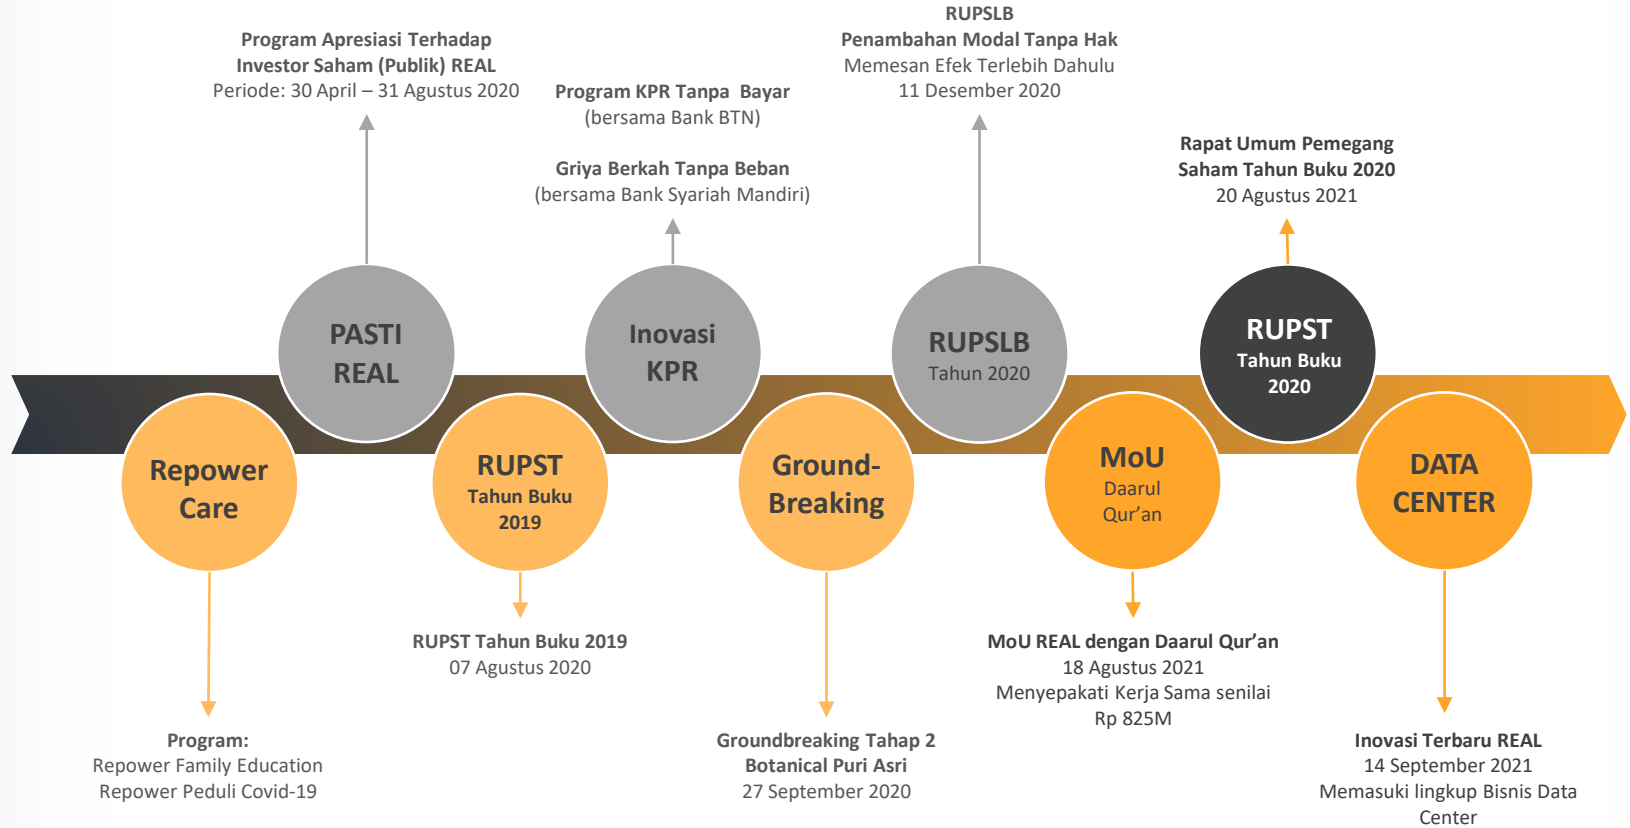 Program Apresiasi Terhadap
Investor Saham (Publik) REAL
Periode: 30 April – 31 Agustus 2020
Program KPR Tanpa Bayar
(bersama Bank BTN)
Griya Berkah Tanpa Beban
(bersama Bank Syariah Mandiri)
RUPSLB
Penambahan Modal Tanpa Hak
Memesan Efek Terlebih Dahulu
11 Desember 2020
Rapat Umum Pemegang
Saham Tahun Buku 2020
20 Agustus 2021
PASTI
REAL
Inovasi
KPR
RUPSLB
Tahun 2020
RUPST
Tahun Buku
2020
Repower
Care
RUPST
Tahun Buku
2019
Ground-
Breaking
MoU
Daarul
Qur’an
DATA
CENTER
Program:
Repower Family Education
Repower Peduli Covid-19
RUPST Tahun Buku 2019
07 Agustus 2020
Groundbreaking Tahap 2
Botanical Puri Asri
27 September 2020
MoU REAL dengan Daarul Qur’an
18 Agustus 2021
Menyepakati Kerja Sama senilai
Rp 825M
Inovasi Terbaru REAL
14 September 2021
Memasuki lingkup Bisnis Data
Center